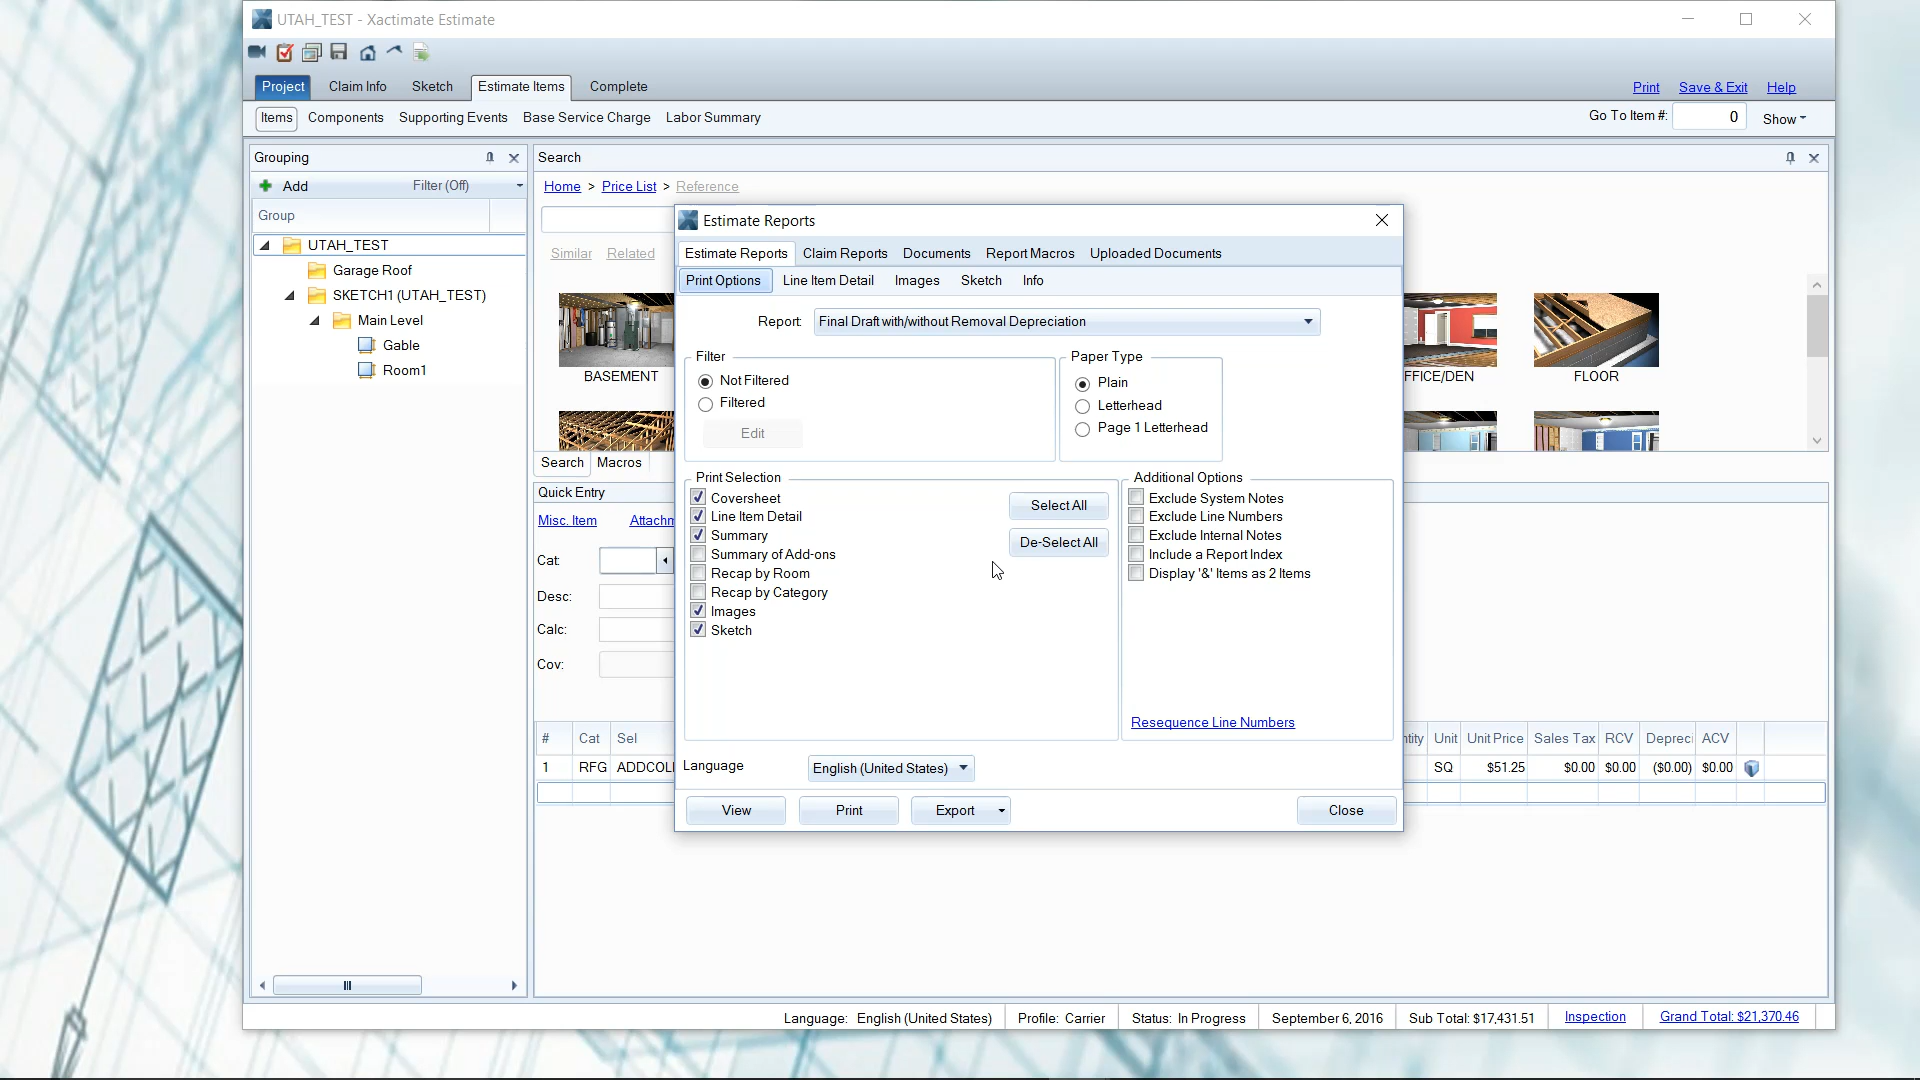 UTAH_TEST - Xactimate Estimate
Project Claim Info Sketch Estimate Items Complete
Print Save & Exit Help
Items Components Supporting Events Base Service Charge Labor Summary
Go To Item #: 0 Show
Grouping
Add Filter (Off)
Group
UTAH_TEST
Garage Roof
SKETCH1 (UTAH_TEST)
Main Level
Gable
Room1
Search
Home > Price List > Reference
Similar Related
BASEMENT
FFICE/DEN
FLOOR
Search Macros
Quick Entry
Misc. Item Attachm
Cat:
Desc:
Calc:
Cov:
# Cat Sel
1 RFG ADDCOL
ntity Unit Unit Price Sales Tax RCV Depreci ACV
SQ $51.25 $0.00 $0.00 ($0.00) $0.00
Estimate Reports
Estimate Reports Claim Reports Documents Report Macros Uploaded Documents
Print Options Line Item Detail Images Sketch Info
Report: Final Draft with/without Removal Depreciation
Filter
Not Filtered
Filtered
Edit
Paper Type
Plain
Letterhead
Page 1 Letterhead
Print Selection
Coversheet
Line Item Detail
Summary
Summary of Add-ons
Recap by Room
Recap by Category
Images
Sketch
Select All
De-Select All
Additional Options
Exclude System Notes
Exclude Line Numbers
Exclude Internal Notes
Include a Report Index
Display '&' Items as 2 Items
Resequence Line Numbers
Language English (United States)
View Print Export Close
Language: English (United States) Profile: Carrier Status: In Progress September 6, 2016 Sub Total: $17,431.51 Inspection Grand Total: $21,370.46